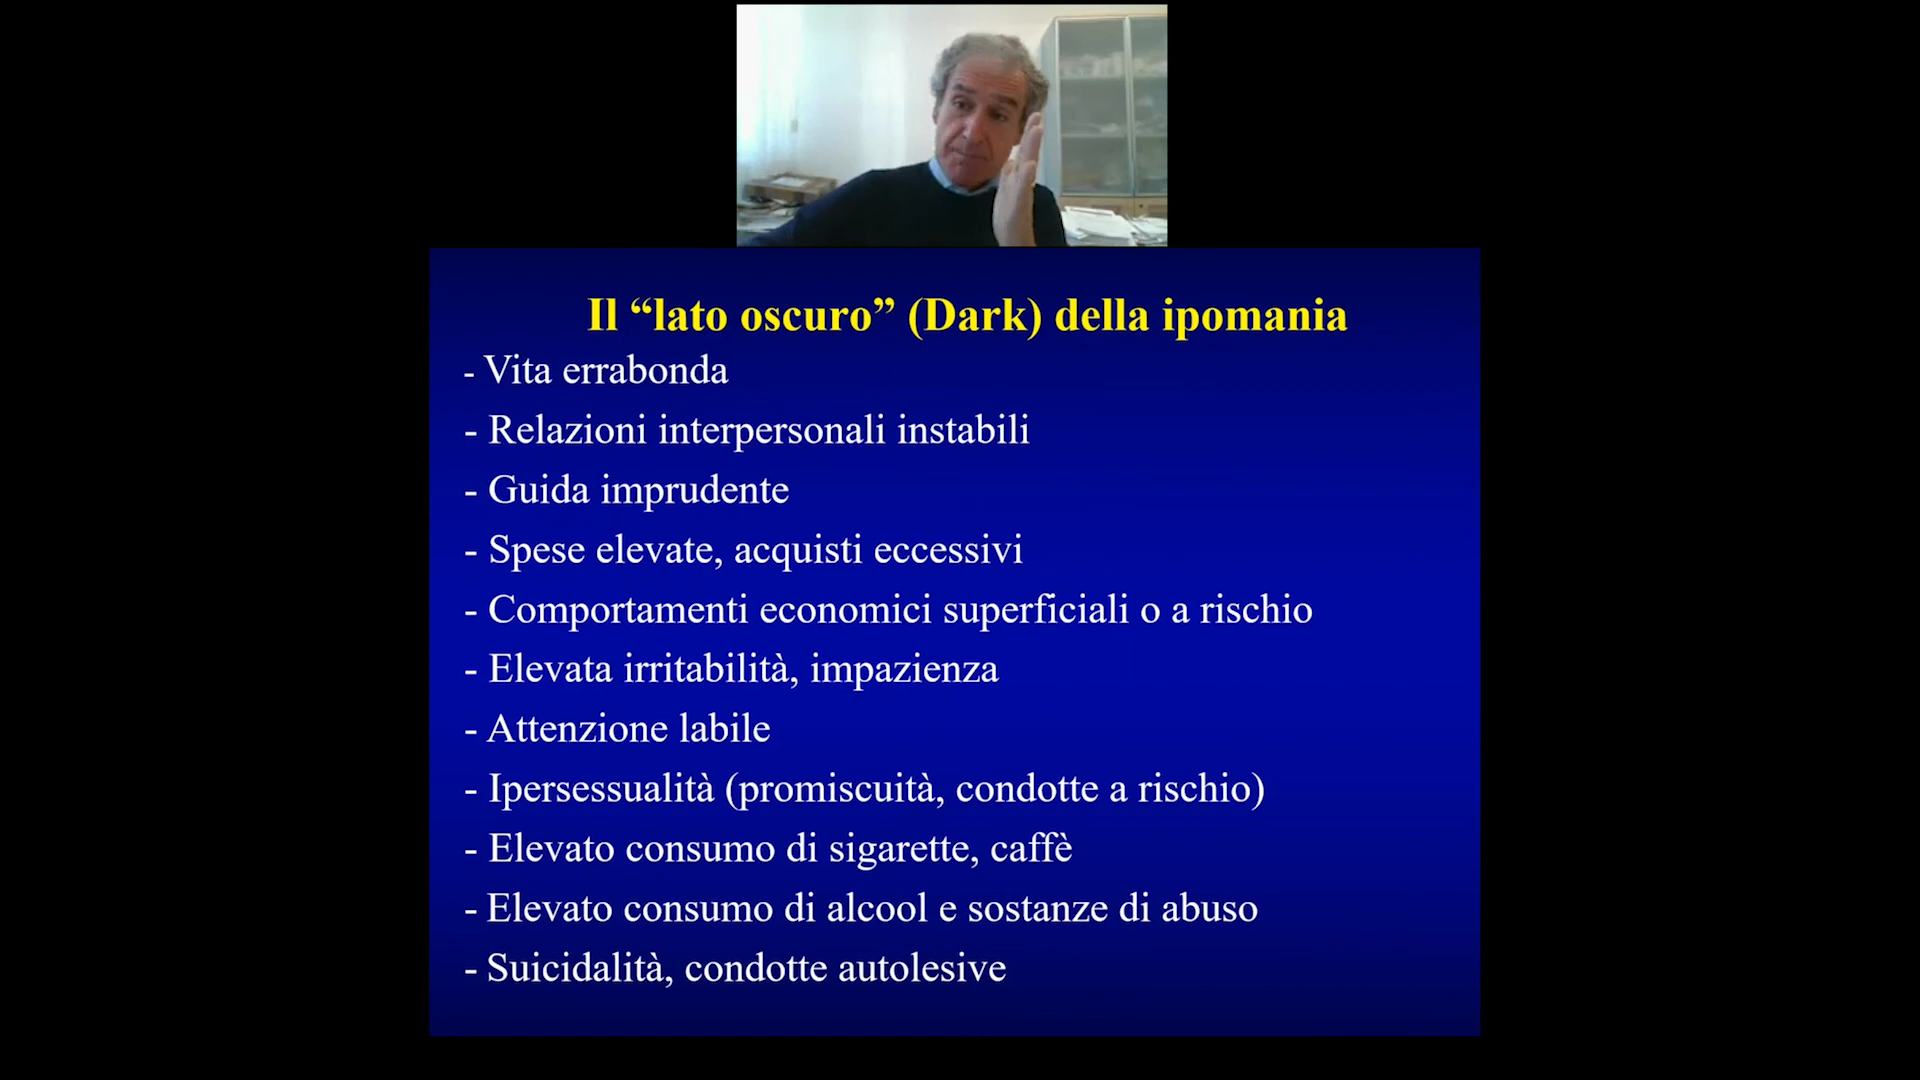 Il “lato oscuro” (Dark) della ipomania
- Vita errabonda
- Relazioni interpersonali instabili
- Guida imprudente
- Spese elevate, acquisti eccessivi
- Comportamenti economici superficiali o a rischio
- Elevata irritabilità, impazienza
- Attenzione labile
- Ipersessualità (promiscuità, condotte a rischio)
- Elevato consumo di sigarette, caffè
- Elevato consumo di alcool e sostanze di abuso
- Suicidalità, condotte autolesive